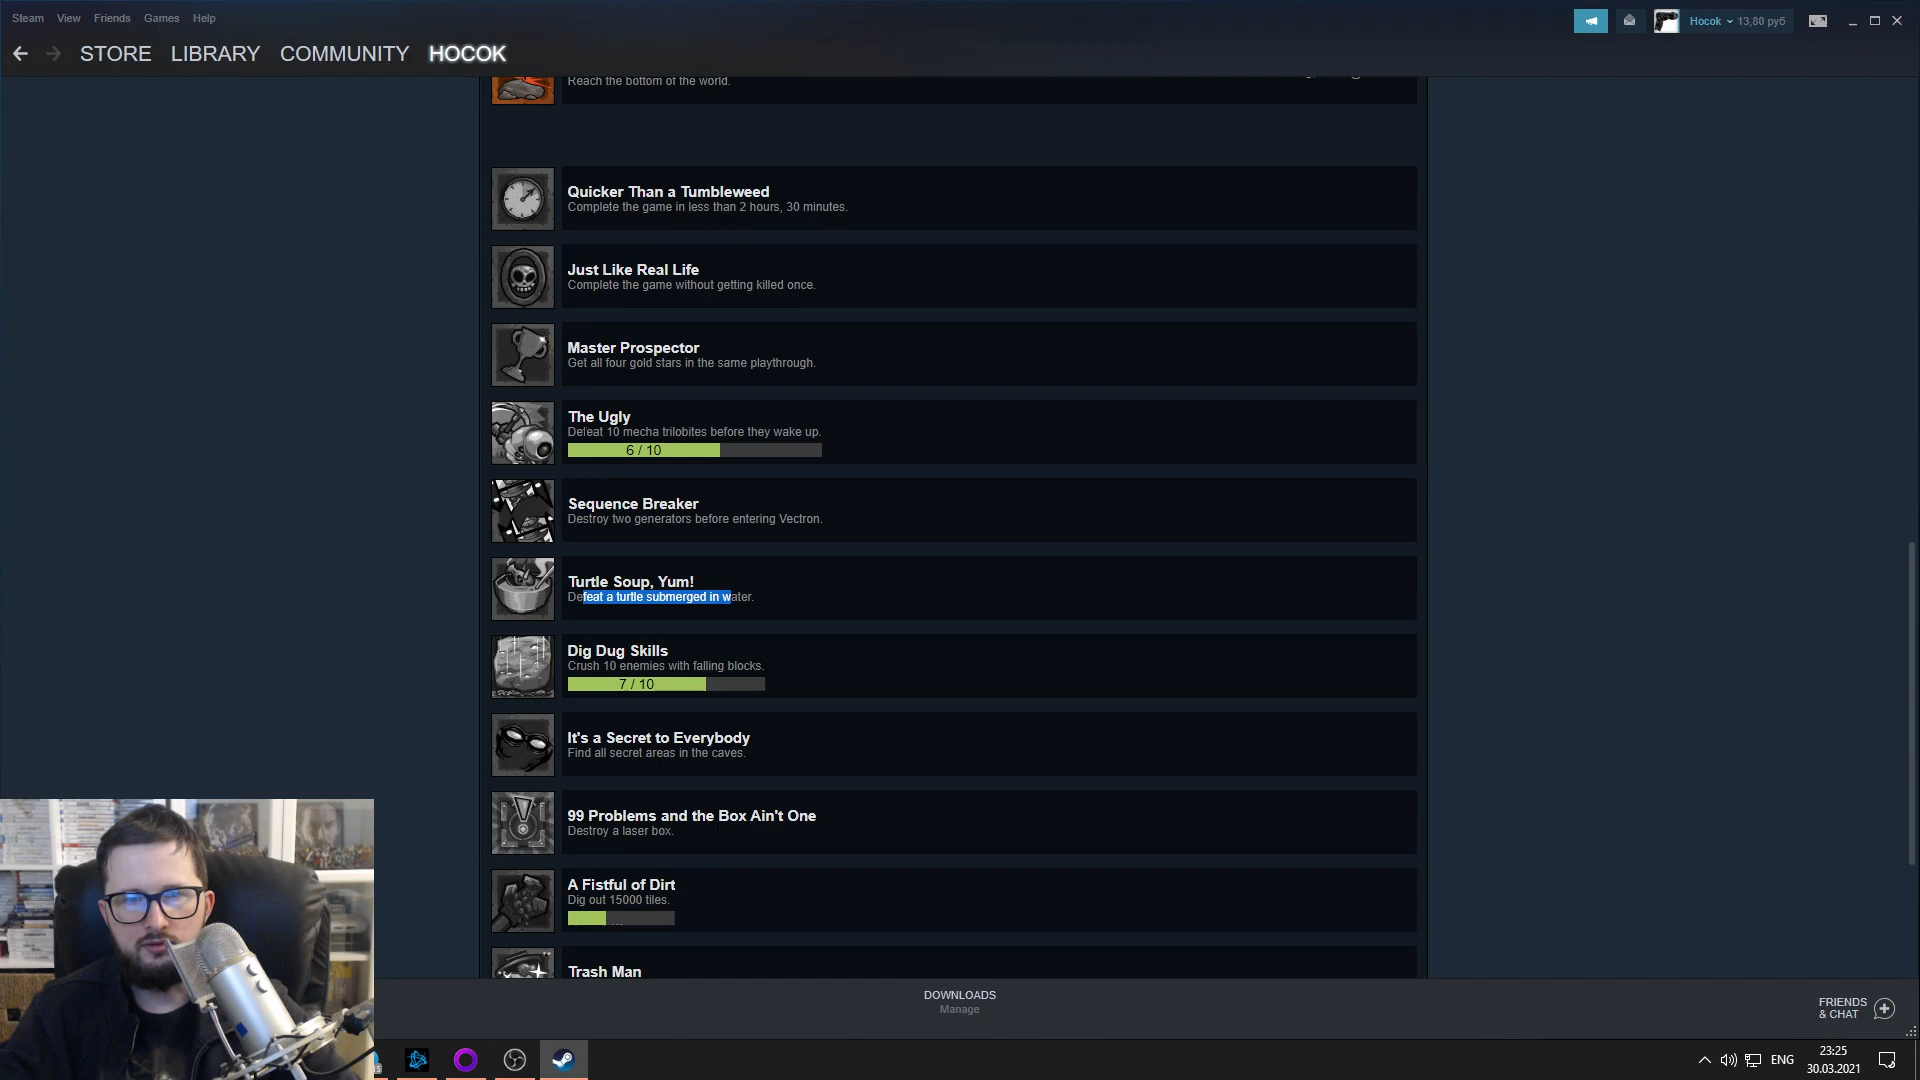 Steam View Friends Games Help
Hocok 13,80 руб
STORE LIBRARY COMMUNITY HOCOK
Reach the bottom of the world.
Quicker Than a Tumbleweed
Complete the game in less than 2 hours, 30 minutes.
Just Like Real Life
Complete the game without getting killed once.
Master Prospector
Get all four gold stars in the same playthrough.
The Ugly
Defeat 10 mecha trilobites before they wake up.
6 / 10
Sequence Breaker
Destroy two generators before entering Vectron.
Turtle Soup, Yum!
Defeat a turtle submerged in water.
Dig Dug Skills
Crush 10 enemies with falling blocks.
7 / 10
It's a Secret to Everybody
Find all secret areas in the caves.
99 Problems and the Box Ain't One
Destroy a laser box.
A Fistful of Dirt
Dig out 15000 tiles.
Trash Man
DOWNLOADS
Manage
FRIENDS
& CHAT
ENG
23:25
30.03.2021